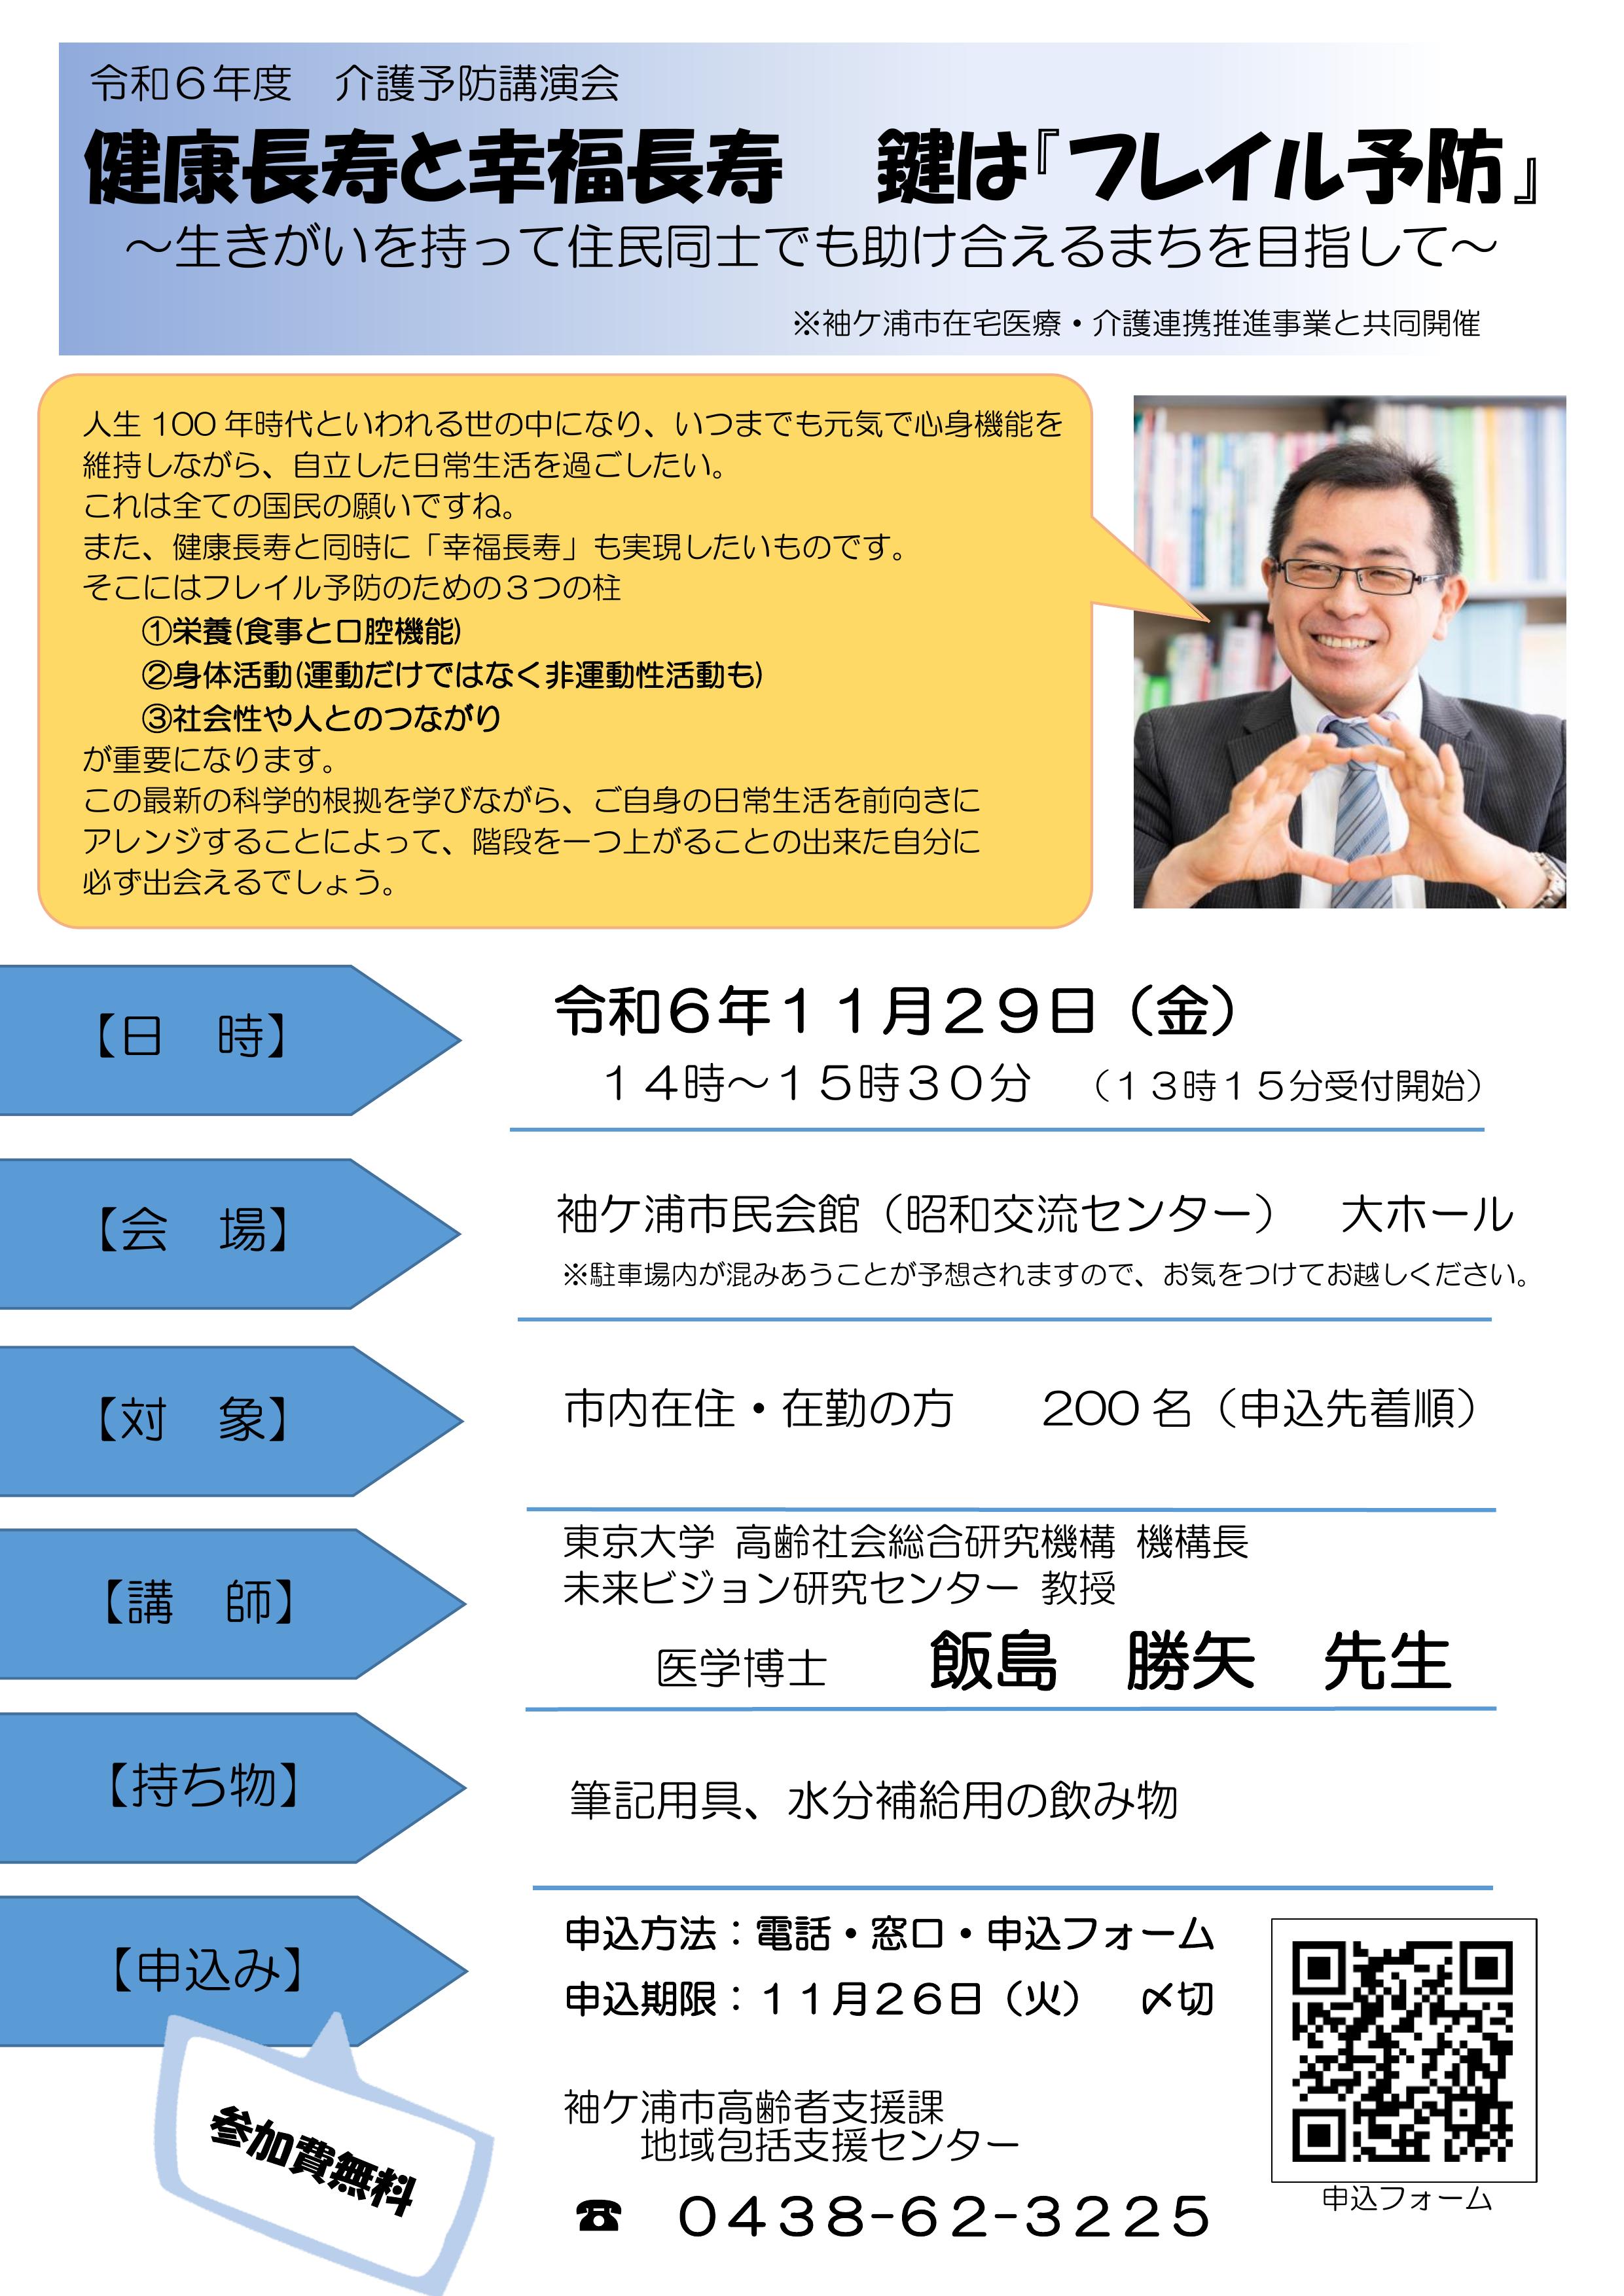 令和６年度　介護予防講演会
健康長寿と幸福長寿　鍵は『フレイル予防』
～生きがいを持って住民同士でも助け合えるまちを目指して～
※袖ケ浦市在宅医療・介護連携推進事業と共同開催
人生 100 年時代といわれる世の中になり、いつまでも元気で心身機能を
維持しながら、自立した日常生活を過ごしたい。
これは全ての国民の願いですね。
また、健康長寿と同時に「幸福長寿」も実現したいものです。
そこにはフレイル予防のための３つの柱
①栄養(食事と口腔機能)
②身体活動(運動だけではなく非運動性活動も)
③社会性や人とのつながり
が重要になります。
この最新の科学的根拠を学びながら、ご自身の日常生活を前向きに
アレンジすることによって、階段を一つ上がることの出来た自分に
必ず出会えるでしょう。
【日　時】
令和６年１１月２９日（金）
１４時～１５時３０分　（１３時１５分受付開始）
【会　場】
袖ケ浦市民会館（昭和交流センター）　大ホール
※駐車場内が混みあうことが予想されますので、お気をつけてお越しください。
【対　象】
市内在住・在勤の方　　200 名（申込先着順）
【講　師】
東京大学 高齢社会総合研究機構 機構長
未来ビジョン研究センター 教授
医学博士　　飯島　勝矢　先生
【持ち物】
筆記用具、水分補給用の飲み物
【申込み】
申込方法：電話・窓口・申込フォーム
申込期限：１１月２６日（火）　〆切
参加費無料
袖ケ浦市高齢者支援課
地域包括支援センター
☎　０４３８-６２-３２２５
申込フォーム